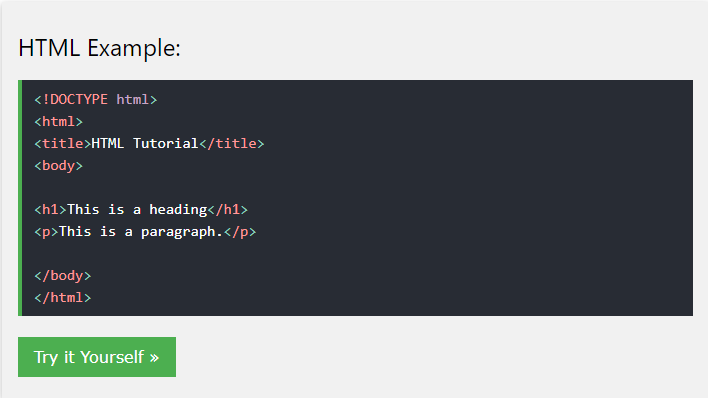 HTML Example:
<!DOCTYPE html>
<html>
<title>HTML Tutorial</title>
<body>
<h1>This is a heading</h1>
<p>This is a paragraph.</p>
</body>
</html>
Try it Yourself »